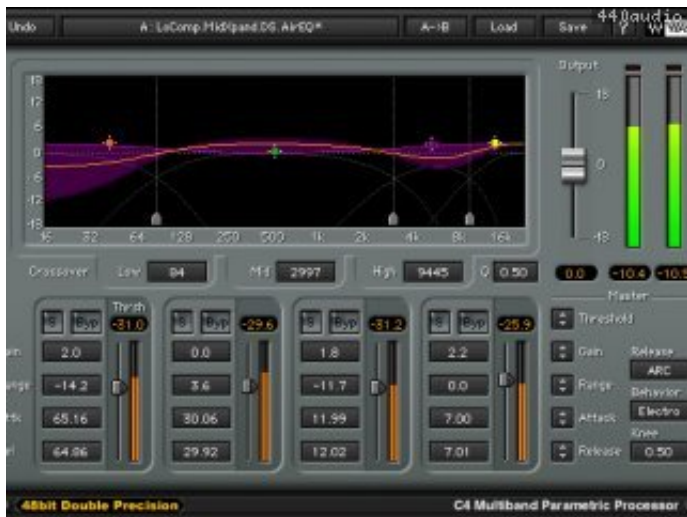 Undo A: LoComp.MidXpand.DS.AirEQ* A->B Load Save
440audio
Output
18
12
6
0
-6
-12
-18
16 32 64 128 250 500 1k 2k 4k 8k 16k
18
0
-18
Crossover Low 84 Mid 2997 High 9445 Q 0.50 0.0 -10.4
Master
Thrsh
S Byp -31.0 S Byp -29.6 S Byp -31.2 S Byp -25.9 Threshold
2.0 0.0 1.8 2.2 Gain Release
ARC
-14.2 3.6 -11.7 0.0 Range Behavior
Electro
65.16 30.06 11.99 7.00 Attack
Knee
64.86 29.92 12.02 7.01 Release 0.50
48bit Double Precision C4 Multiband Parametric Processor